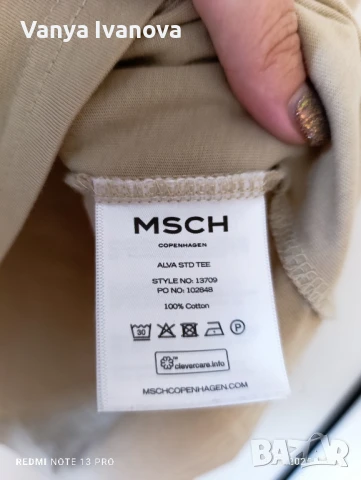 Vanya Ivanova
MSCH
COPENHAGEN
ALVA STD TEE
STYLE NO: 13709
PO NO: 102848
100% Cotton
30
P
clevercare.info
MSCHCOPENHAGEN.COM
REDMI NOTE 13 PRO
BAZAR